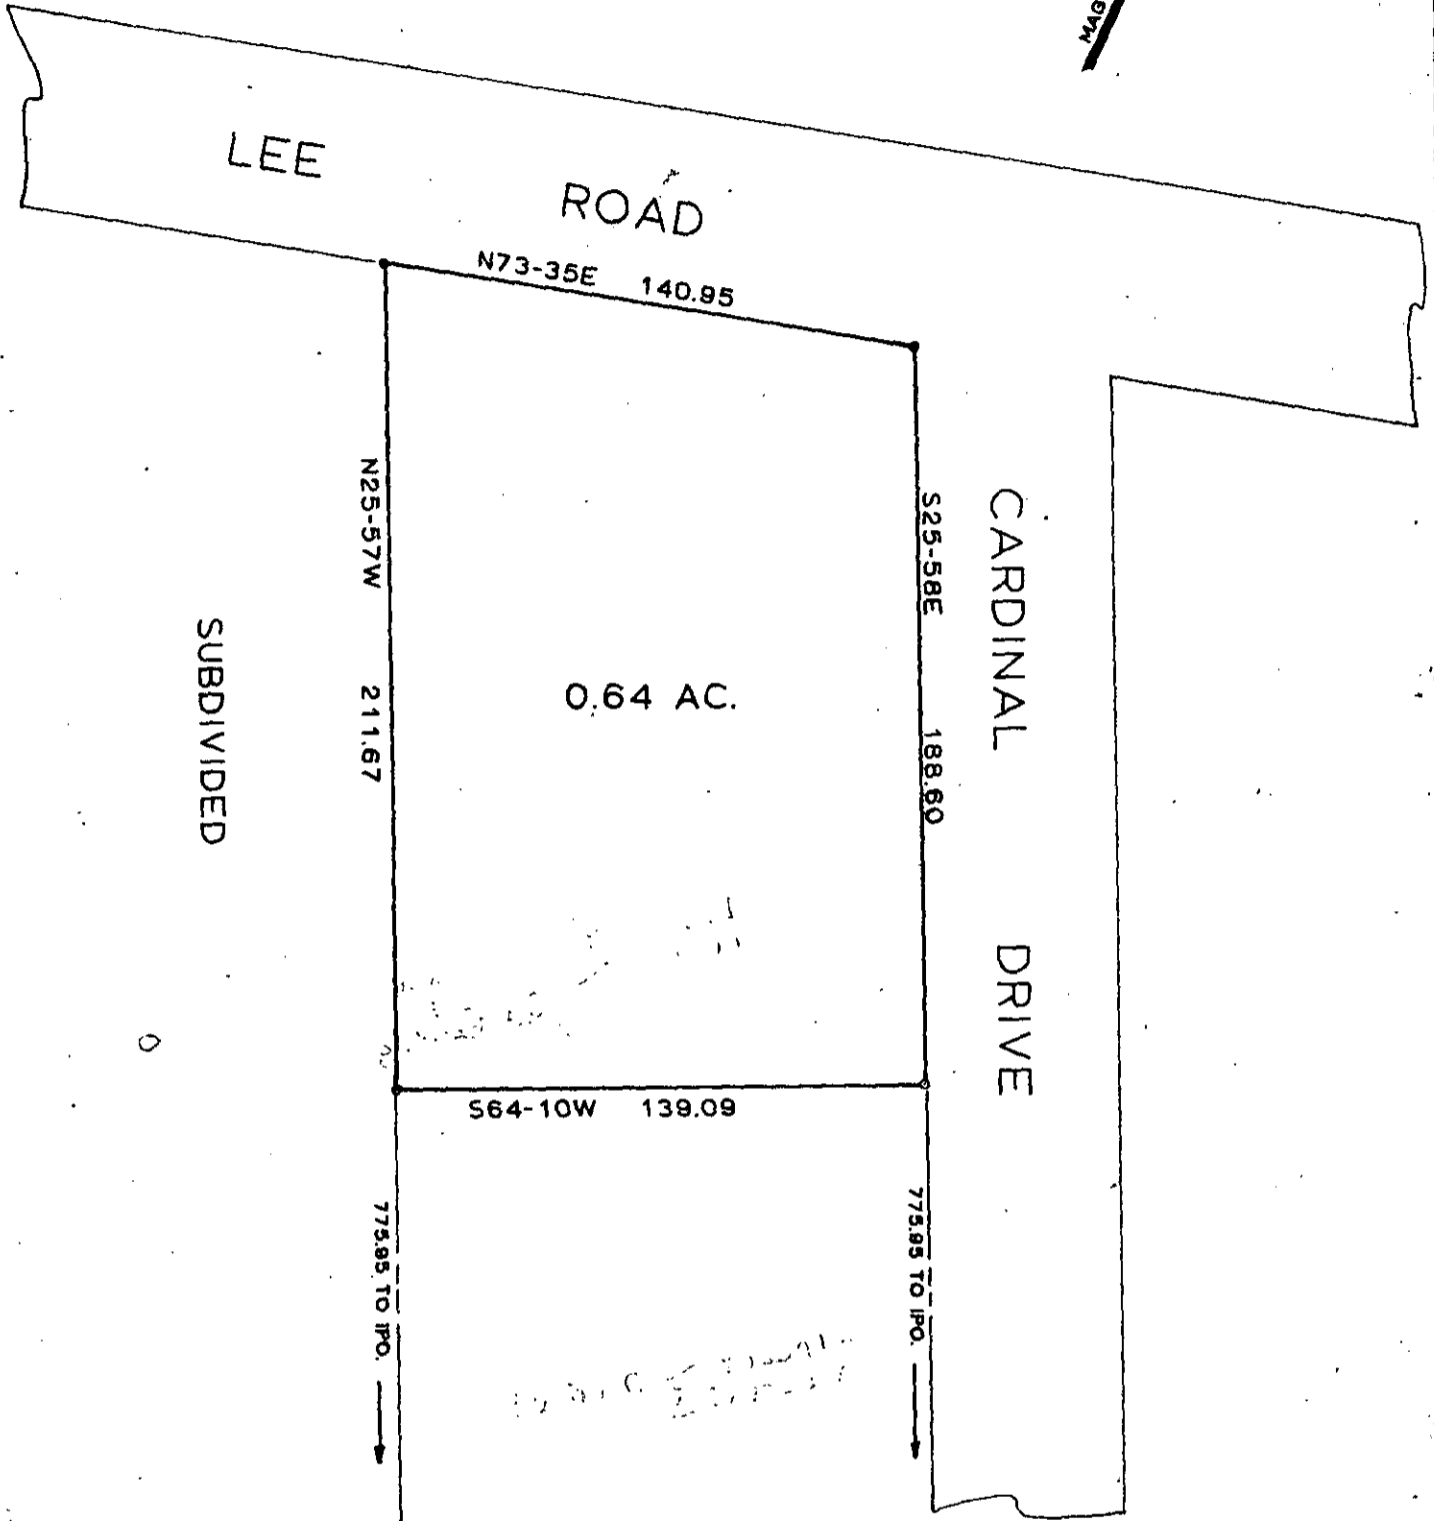 MAG
LEE ROAD
N73-35E 140.95
CARDINAL DRIVE
S25-58E 188.60
N25-57W 211.67
SUBDIVIDED
0.64 AC.
S64-10W 139.09
775.95 TO IPO.
775.95 TO IPO.